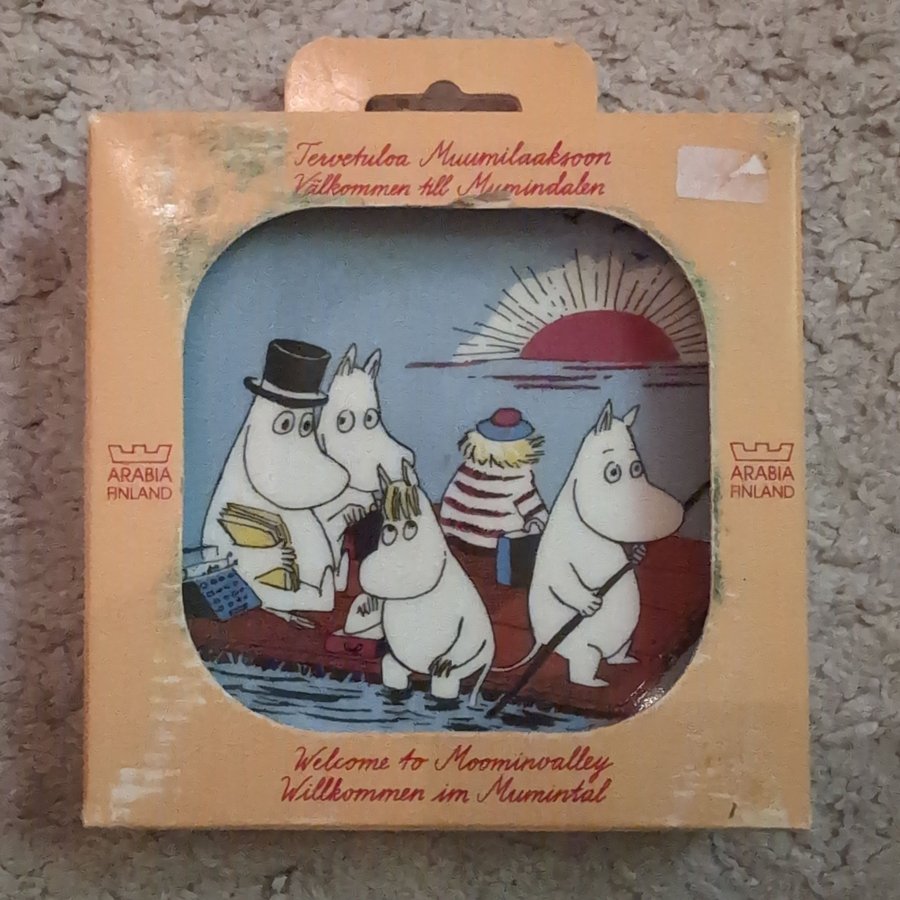 Tervetuloa Muumilaaksoon
Välkommen till Mumindalen
ARABIA
FINLAND
ARABIA
FINLAND
Welcome to Moominvalley
Willkommen im Mumintal